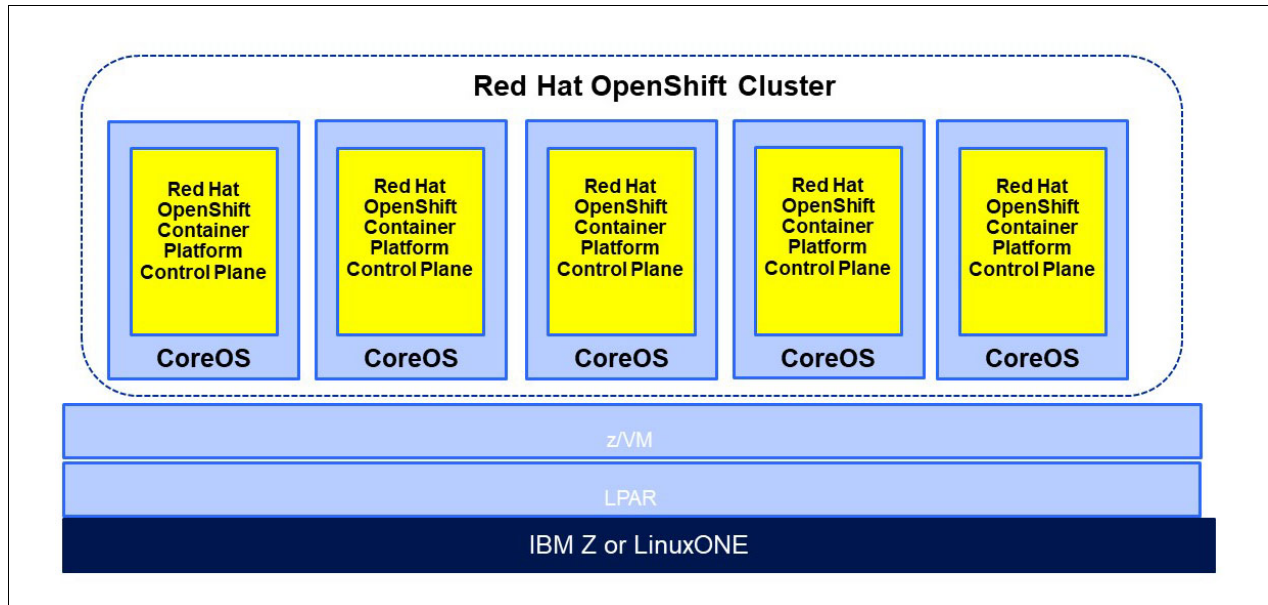 Red Hat OpenShift Cluster
Red Hat
OpenShift
Container
Platform
Control Plane
CoreOS
Red Hat
OpenShift
Container
Platform
Control Plane
CoreOS
Red Hat
OpenShift
Container
Platform
Control Plane
CoreOS
Red Hat
OpenShift
Container
Platform
Control Plane
CoreOS
Red Hat
OpenShift
Container
Platform
Control Plane
CoreOS
z/VM
LPAR
IBM Z or LinuxONE